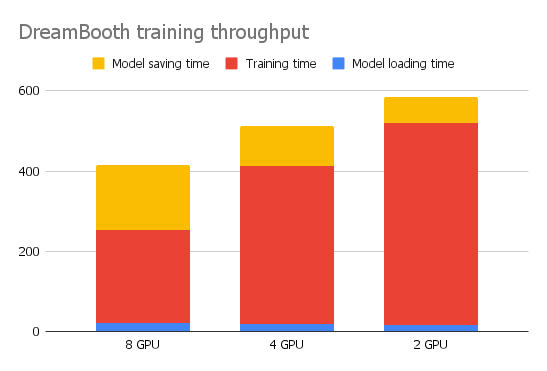 DreamBooth training throughput
Model saving time Training time Model loading time
600
400
200
0
8 GPU 4 GPU 2 GPU